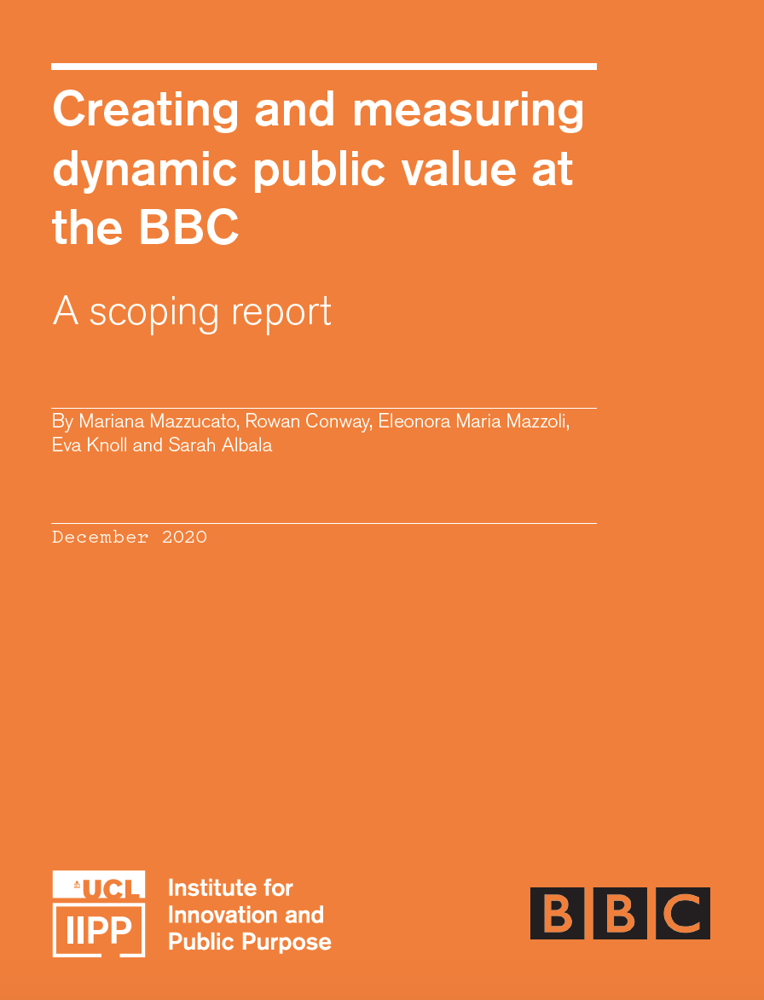 Creating and measuring
dynamic public value at
the BBC
A scoping report
By Mariana Mazzucato, Rowan Conway, Eleonora Maria Mazzoli,
Eva Knoll and Sarah Albala
December 2020
UCL
IIPP
Institute for
Innovation and
Public Purpose
BBC